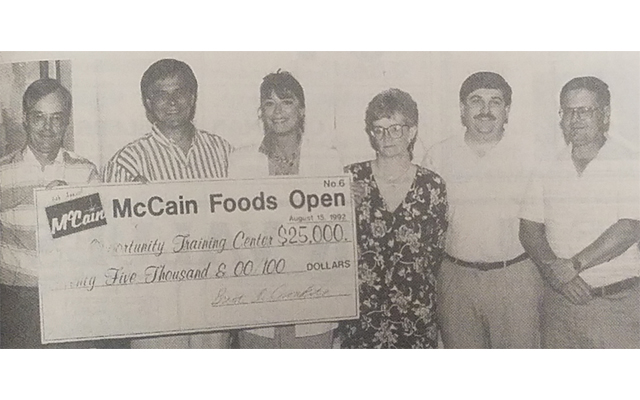 McCain
McCain Foods Open
No. 6
August 15, 1992
Opportunity Training Center $25,000.
Five Thousand & 00/100 DOLLARS